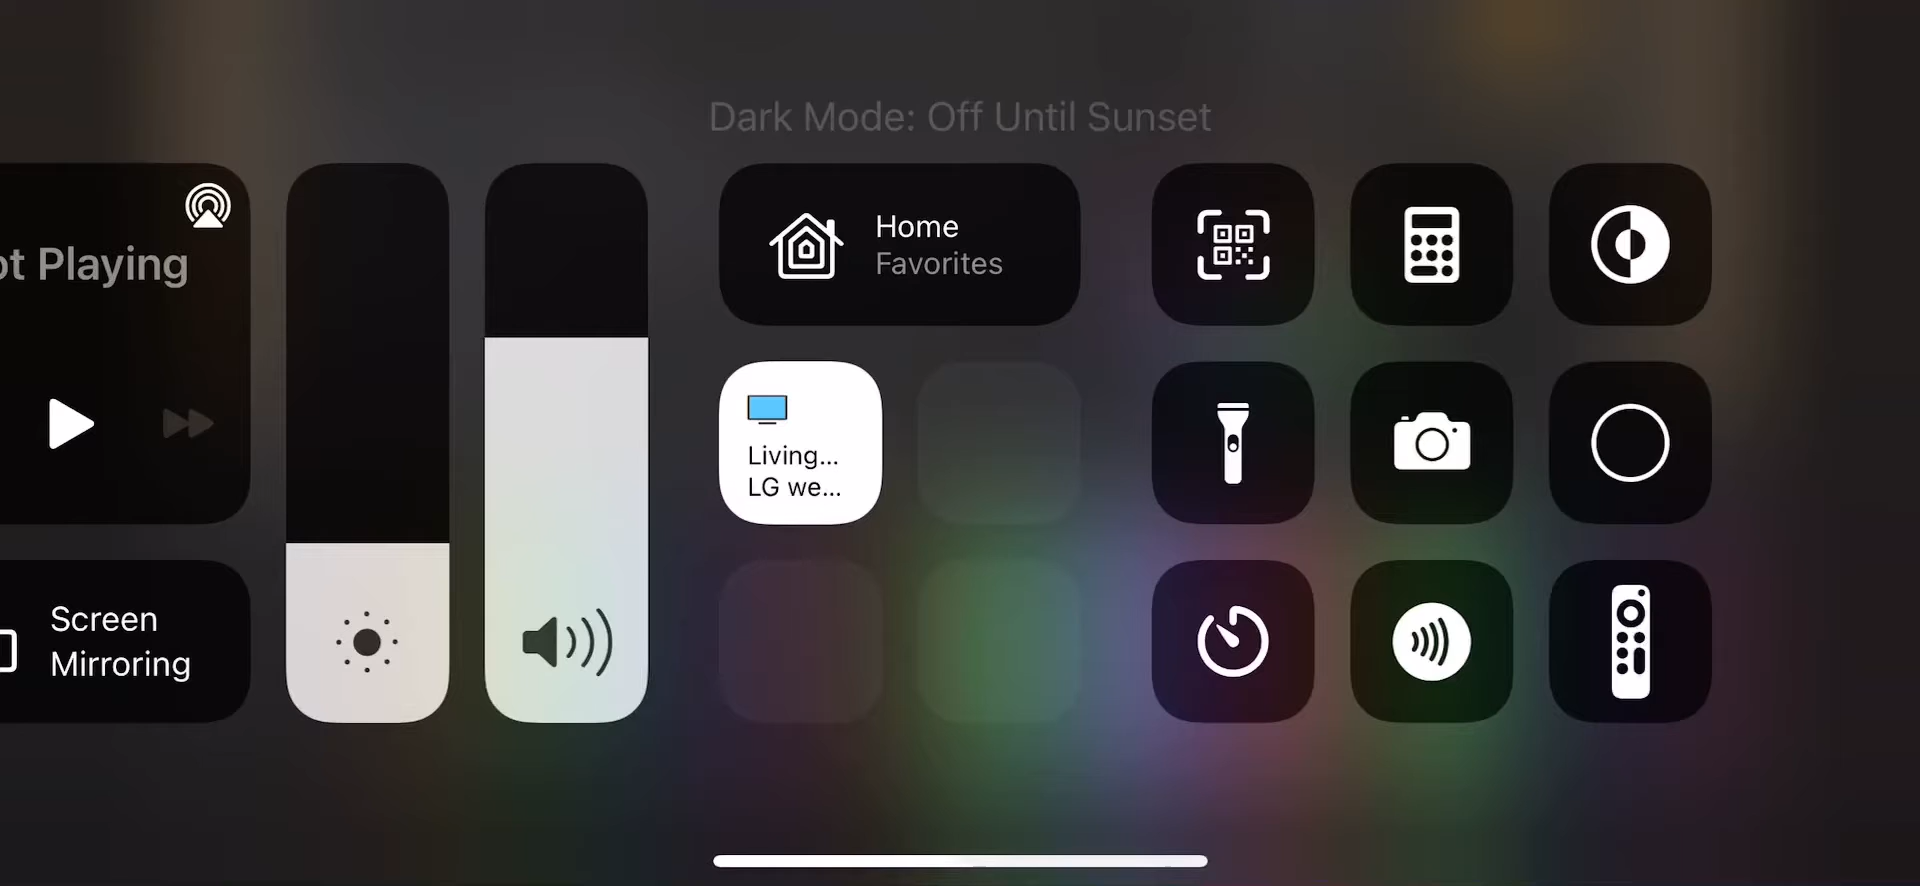 Dark Mode: Off Until Sunset
ot Playing
Home
Favorites
Living...
LG we...
Screen
Mirroring